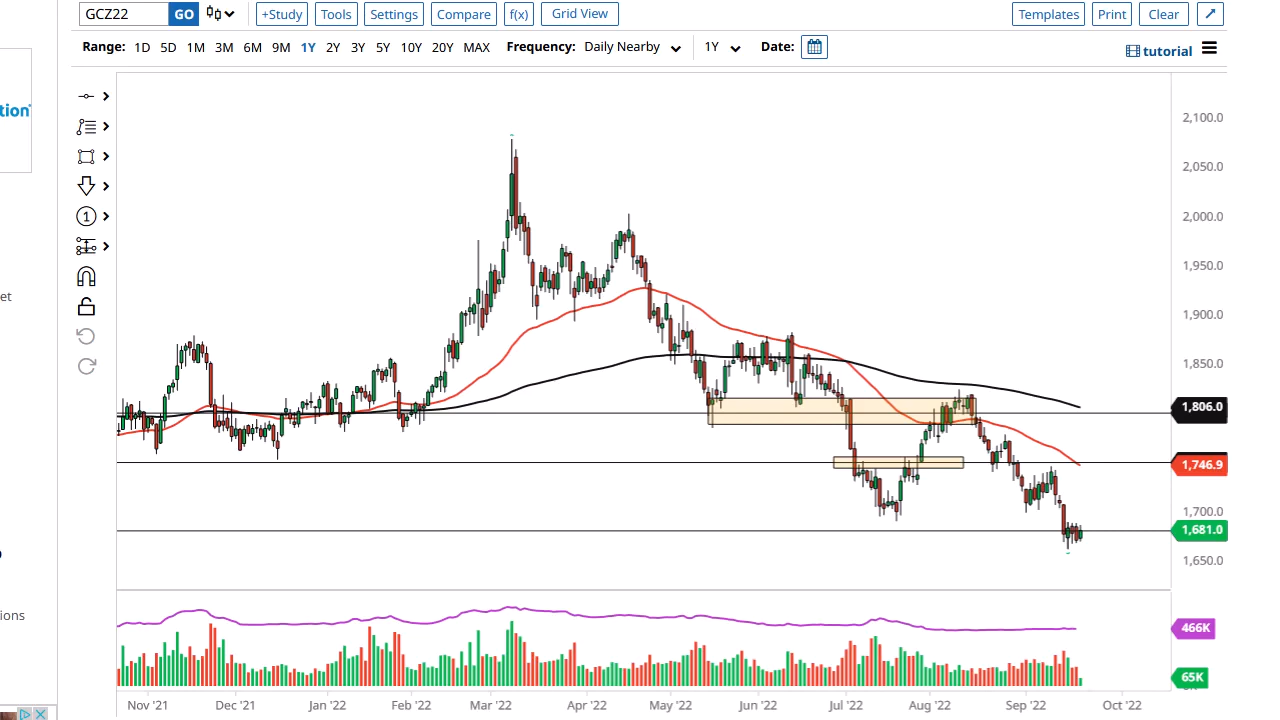 GCZ22 GO +Study Tools Settings Compare f(x) Grid View Templates Print Clear
Range: 1D 5D 1M 3M 6M 9M 1Y 2Y 3Y 5Y 10Y 20Y MAX Frequency: Daily Nearby 1Y Date: tutorial
tion
et
ions
1
2,100.0
2,050.0
2,000.0
1,950.0
1,900.0
1,850.0
1,806.0
1,746.9
1,700.0
1,681.0
1,650.0
466K
65K
Nov '21 Dec '21 Jan '22 Feb '22 Mar '22 Apr '22 May '22 Jun '22 Jul '22 Aug '22 Sep '22 Oct '22